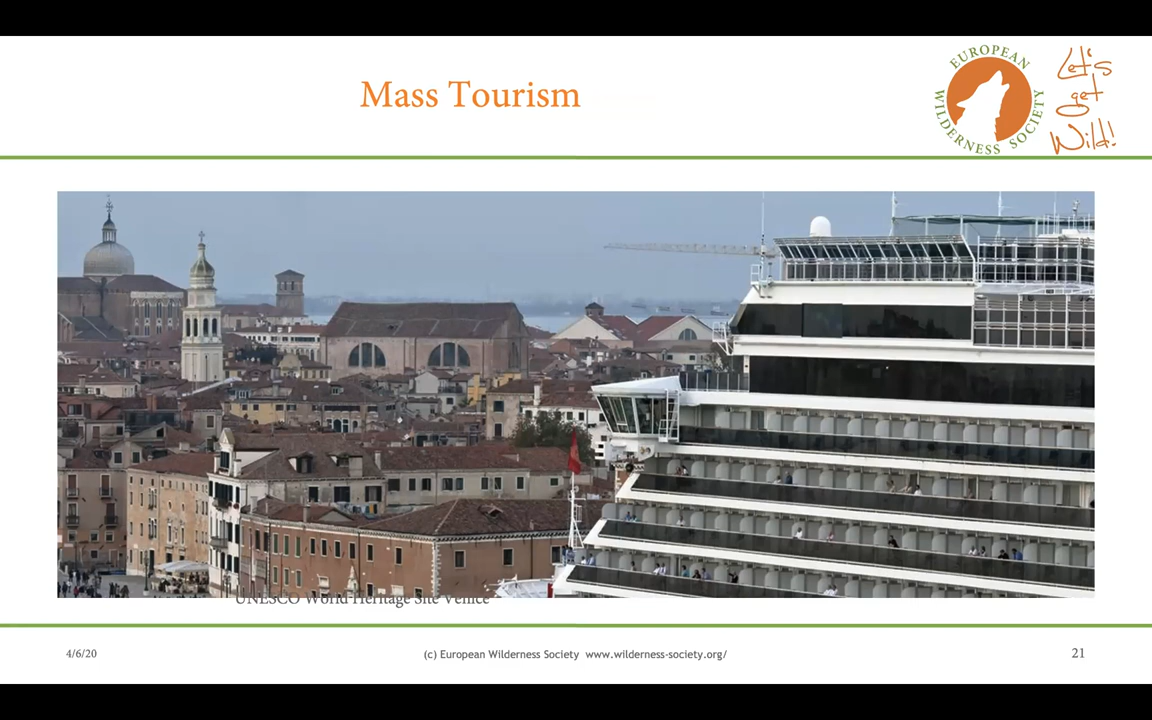 Mass Tourism
EUROPEAN
WILDERNESS SOCIETY
Let's
get
Wild!
UNESCO World Heritage Site Venice
4/6/20
(c) European Wilderness Society www.wilderness-society.org/
21